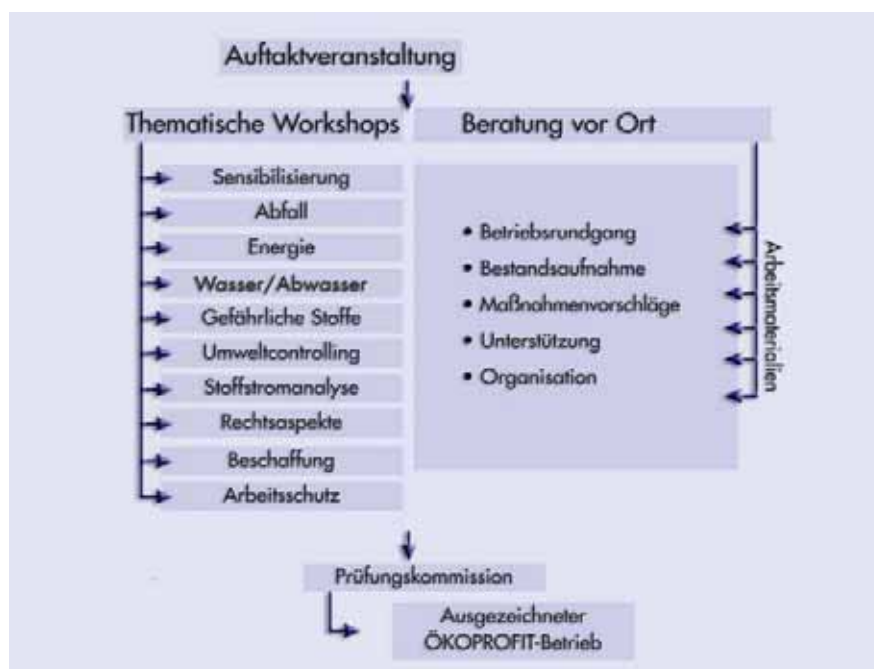 Auftaktveranstaltung
Thematische Workshops
Sensibilisierung
Abfall
Energie
Wasser/Abwasser
Gefährliche Stoffe
Umweltcontrolling
Stoffstromanalyse
Rechtsaspekte
Beschaffung
Arbeitsschutz
Beratung vor Ort
• Betriebsrundgang
• Bestandsaufnahme
• Maßnahmenvorschläge
• Unterstützung
• Organisation
Arbeitsmaterialien
Prüfungskommission
Ausgezeichneter
ÖKOPROFIT-Betrieb